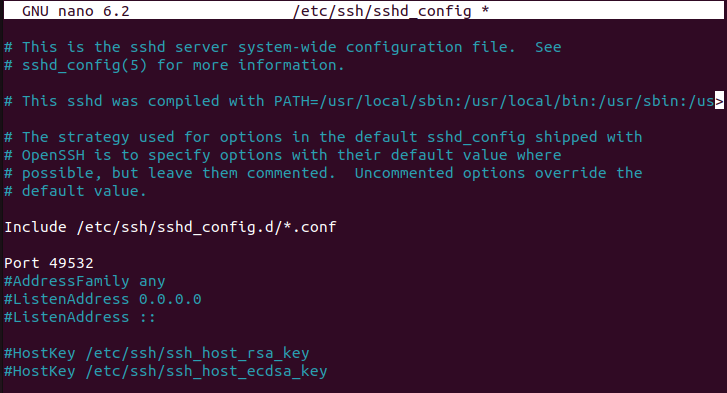 GNU nano 6.2 /etc/ssh/sshd_config *
# This is the sshd server system-wide configuration file.  See
# sshd_config(5) for more information.
# This sshd was compiled with PATH=/usr/local/sbin:/usr/local/bin:/usr/sbin:/us>
# The strategy used for options in the default sshd_config shipped with
# OpenSSH is to specify options with their default value where
# possible, but leave them commented.  Uncommented options override the
# default value.
Include /etc/ssh/sshd_config.d/*.conf
Port 49532
#AddressFamily any
#ListenAddress 0.0.0.0
#ListenAddress ::
#HostKey /etc/ssh/ssh_host_rsa_key
#HostKey /etc/ssh/ssh_host_ecdsa_key